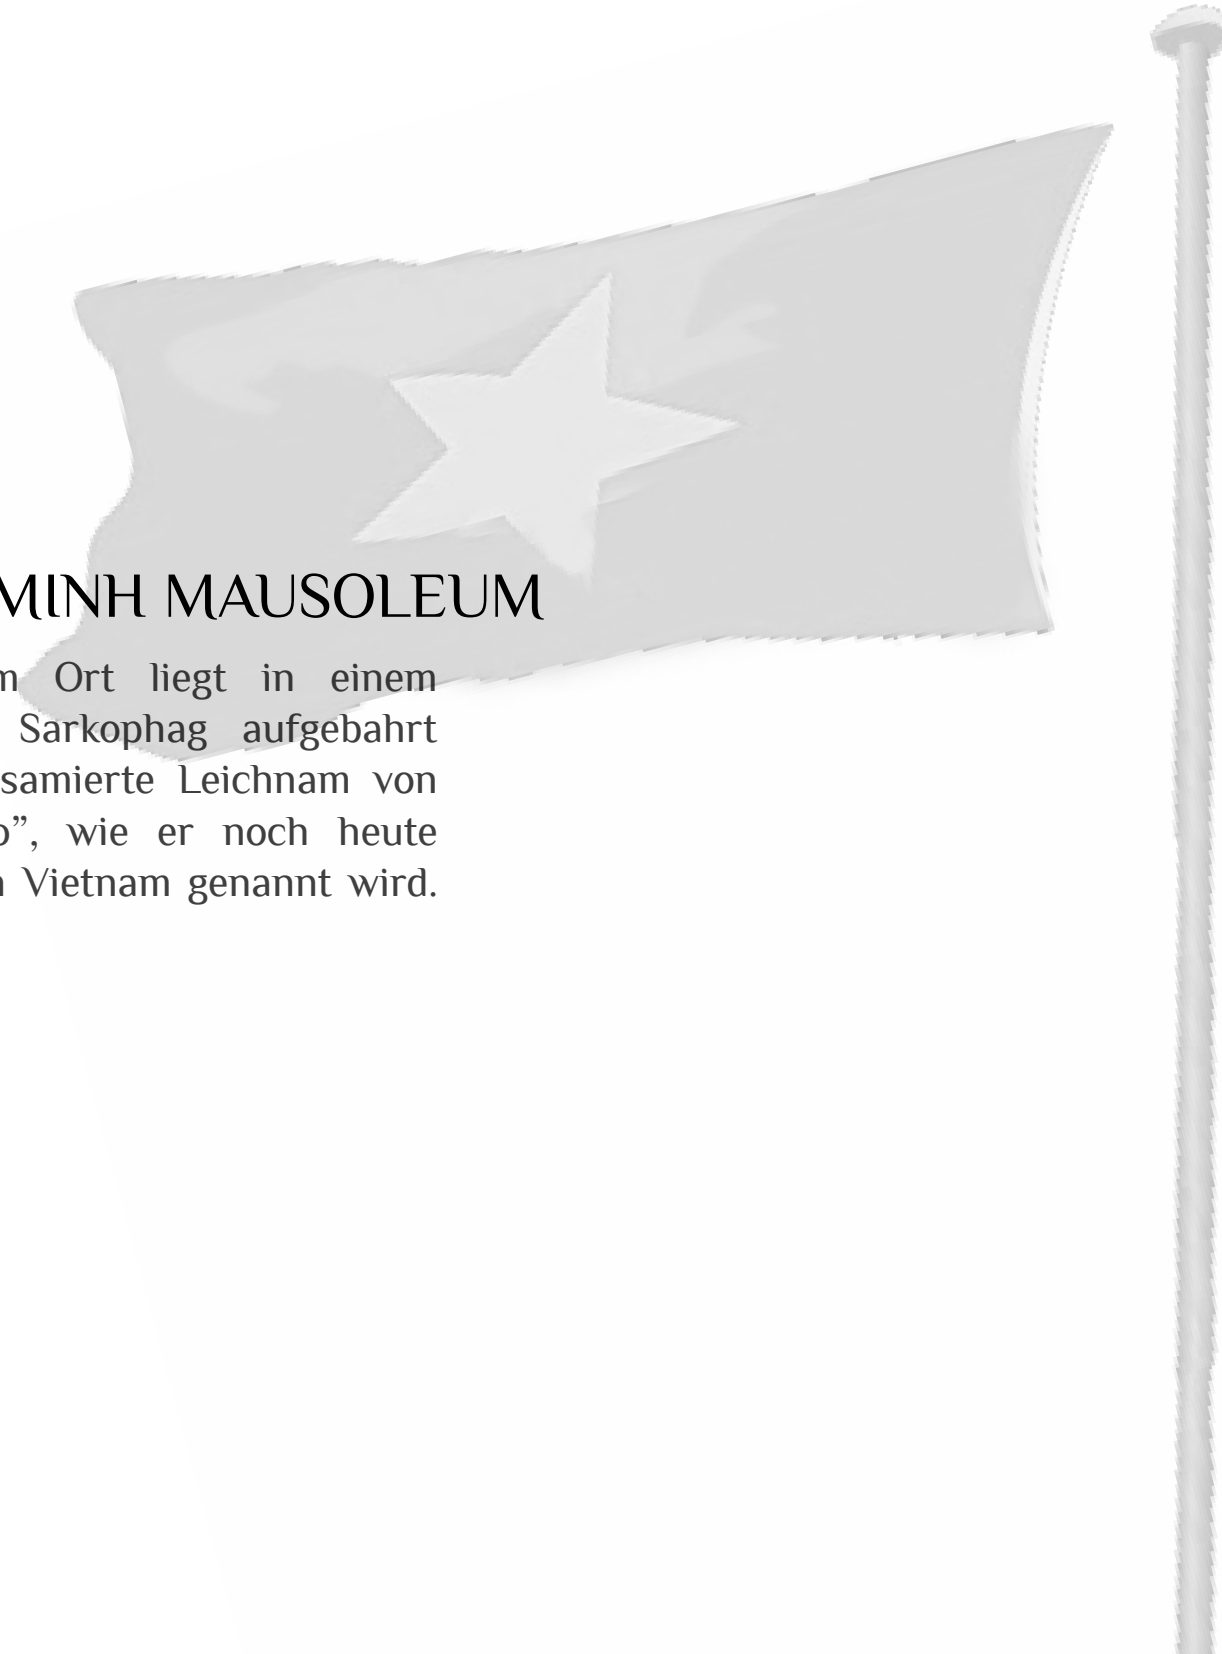 MINH MAUSOLEUM
m Ort liegt in einem
Sarkophag aufgebahrt
samierte Leichnam von
o”, wie er noch heute
n Vietnam genannt wird.